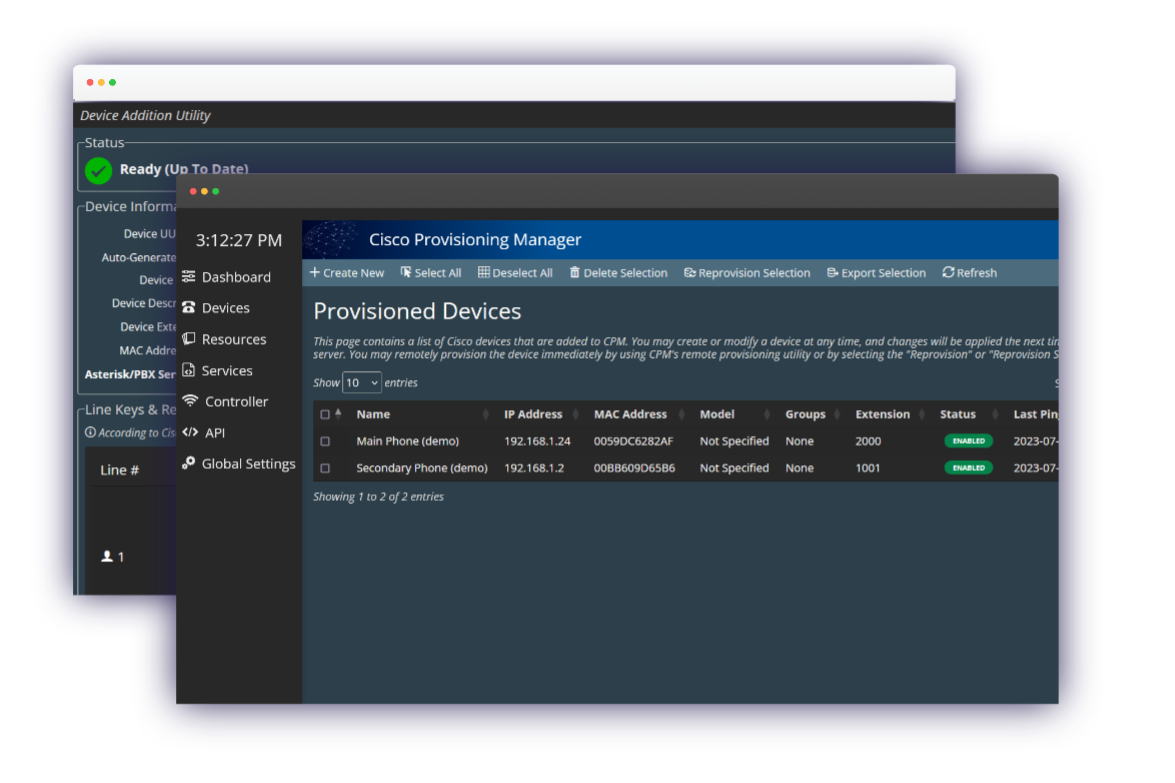 Device Addition Utility
Status
Ready (Up To Date)
Device Informa
Device UU
Auto-Generate
Device
Device Descr
Device Exte
MAC Addre
Asterisk/PBX Ser
Line Keys & Re
According to Cis
Line #
1
3:12:27 PM
Dashboard
Devices
Resources
Services
Controller
API
Global Settings
Cisco Provisioning Manager
Create New Select All Deselect All Delete Selection Reprovision Selection Export Selection Refresh
Provisioned Devices
This page contains a list of Cisco devices that are added to CPM. You may create or modify a device at any time, and changes will be applied the next tim
server. You may remotely provision the device immediately by using CPM's remote provisioning utility or by selecting the "Reprovision" or "Reprovision S
Show 10 entries
Name IP Address MAC Address Model Groups Extension Status Last Pin
Main Phone (demo) 192.168.1.24 0059DC6282AF Not Specified None 2000 ENABLED 2023-07-
Secondary Phone (demo) 192.168.1.2 00BB609D65B6 Not Specified None 1001 ENABLED 2023-07-
Showing 1 to 2 of 2 entries